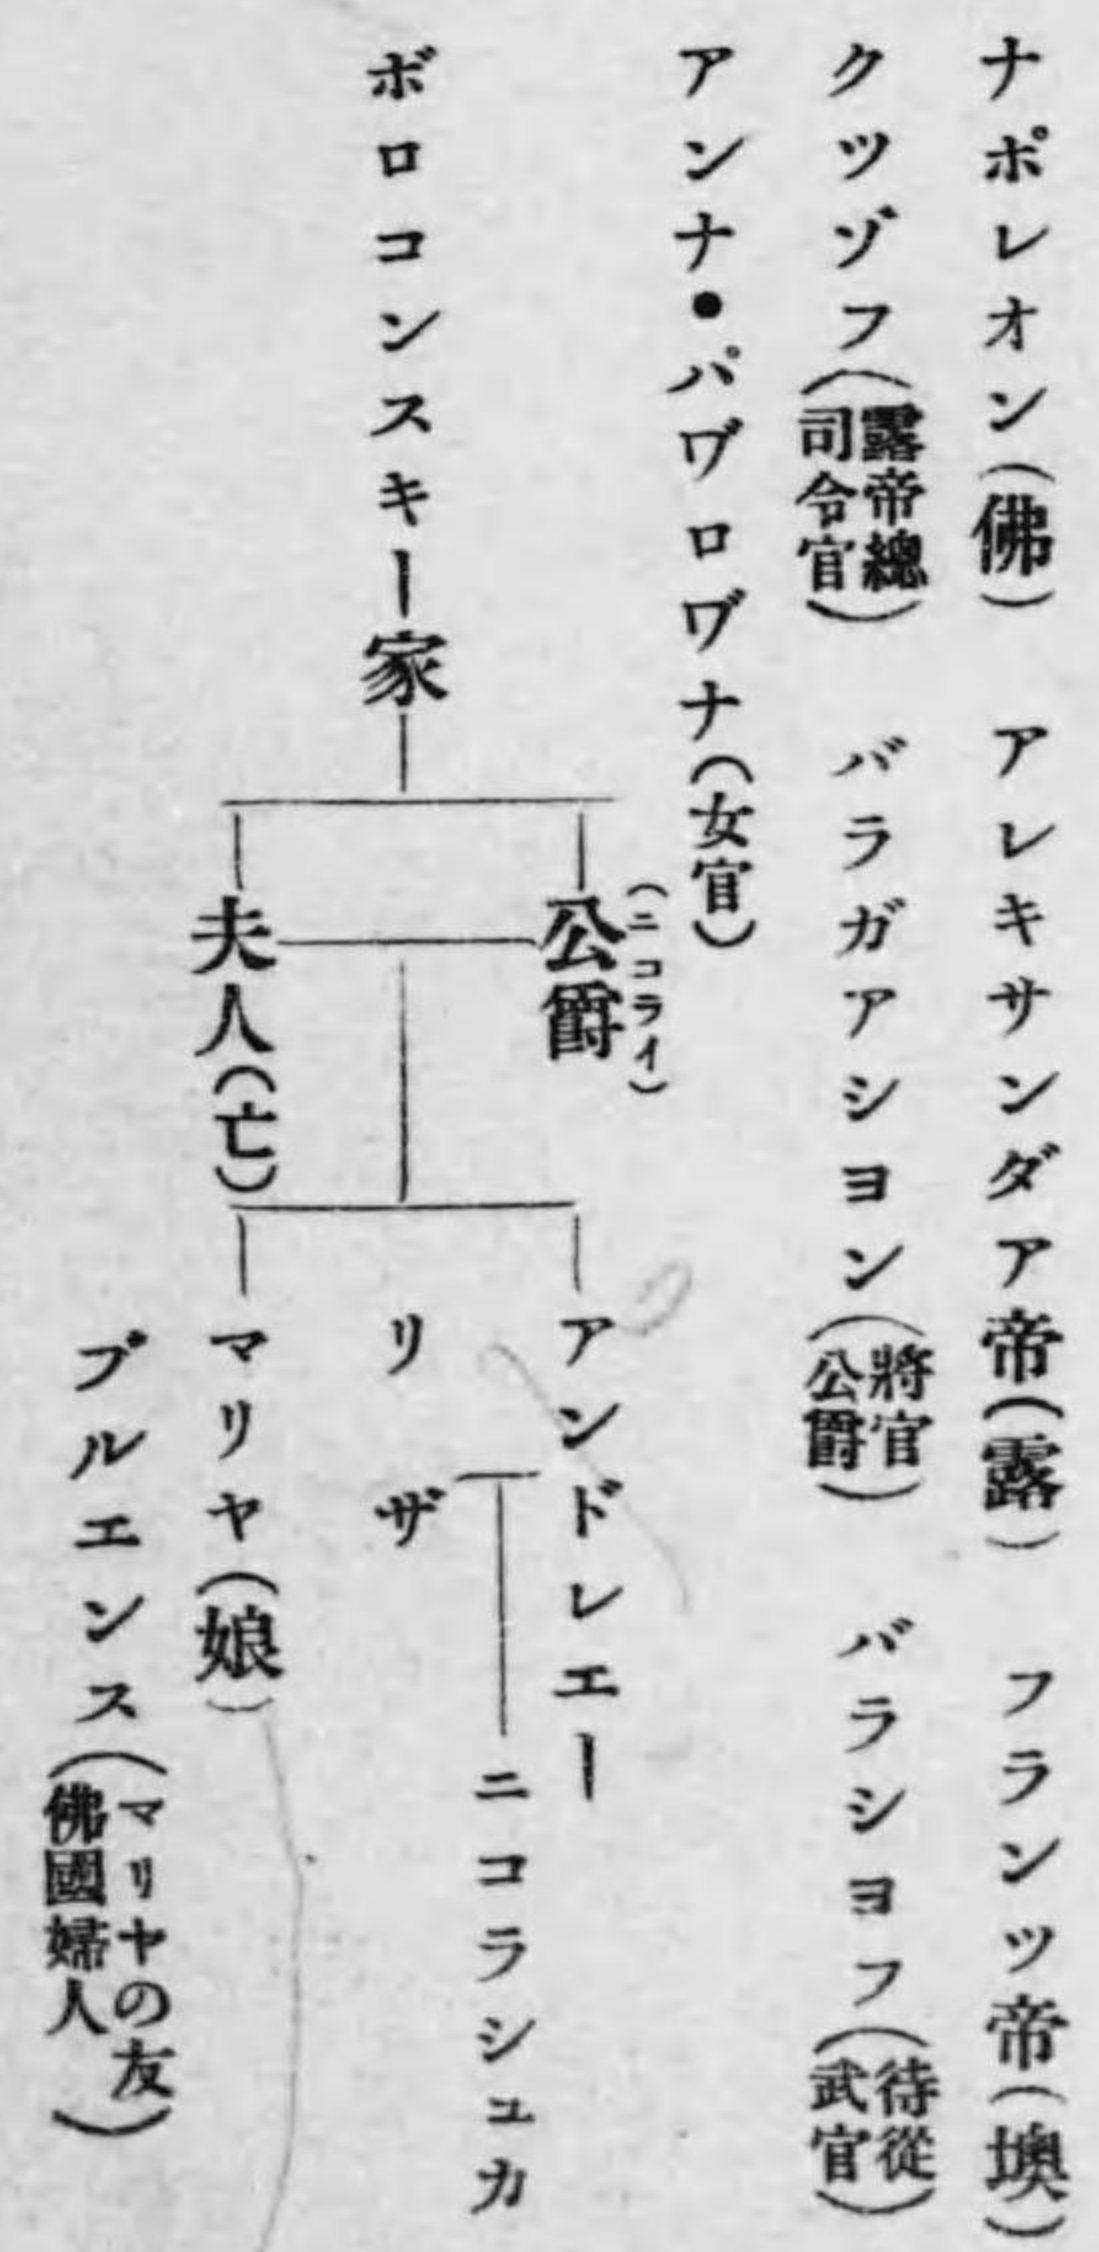 ナポレオン(佛) アレキサンダア帝(露) フランツ帝(墺)
クツゾフ(露帝總司令官) バラガアシヨン(將官公爵) バラシヨフ(待從武官)
アンナ・パヴロヴナ(女官)
ボロコンスキー家
公爵(ニコライ)
夫人(亡)
アンドレエー
リザ
ニコラシュカ
マリヤ(娘)
ブルエンス(マリヤの友佛國婦人)